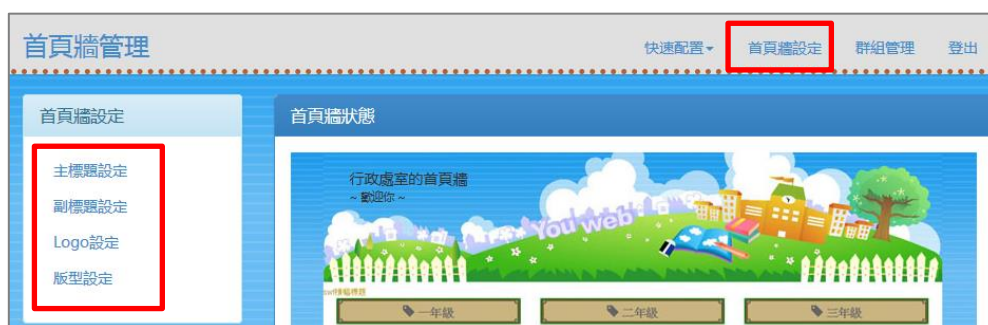 首頁牆管理
快速配置
首頁牆設定
群組管理
登出
首頁牆設定
主標題設定
副標題設定
Logo設定
版型設定
首頁牆狀態
行政處室的首頁牆
~ 歡迎你 ~
You web
一年級
二年級
三年級